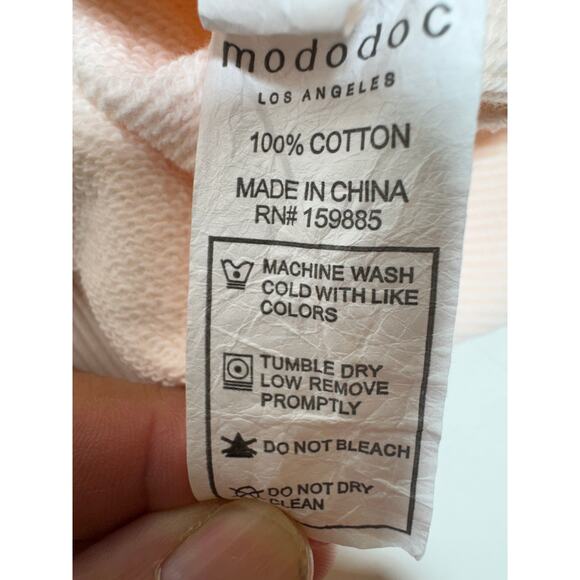 mododoc
LOS ANGELES
100% COTTON
MADE IN CHINA
RN# 159885
MACHINE WASH
COLD WITH LIKE
COLORS
TUMBLE DRY
LOW REMOVE
PROMPTLY
DO NOT BLEACH
DO NOT DRY
CLEAN